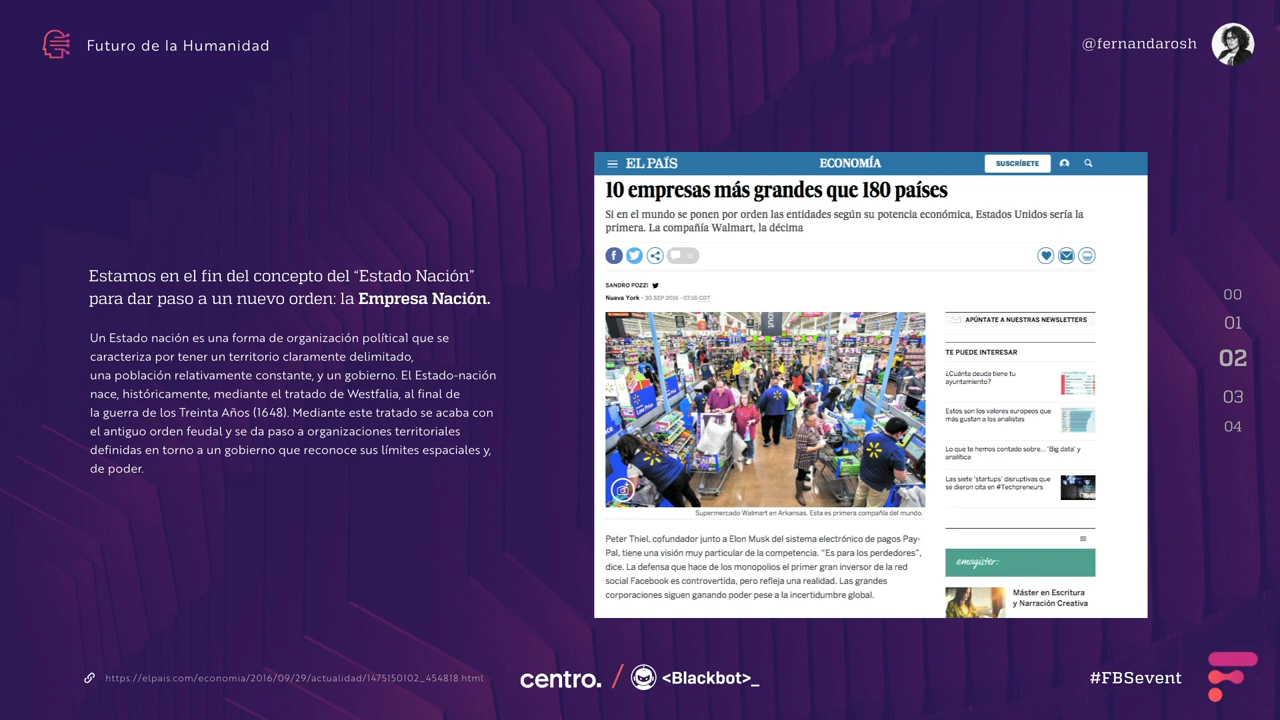 Futuro de la Humanidad
@fernandarosh
Estamos en el fin del concepto del “Estado Nación”
para dar paso a un nuevo orden: la Empresa Nación.
Un Estado nación es una forma de organización polítical que se
caracteriza por tener un territorio claramente delimitado,
una población relativamente constante, y un gobierno. El Estado-nación
nace, históricamente, mediante el tratado de Wesfalia, al final de
la guerra de los Treinta Años (1648). Mediante este tratado se acaba con
el antiguo orden feudal y se da paso a organizaciones territoriales
definidas en torno a un gobierno que reconoce sus límites espaciales y,
de poder.
EL PAÍS
ECONOMÍA
SUSCRÍBETE
10 empresas más grandes que 180 países
Si en el mundo se ponen por orden las entidades según su potencia económica, Estados Unidos sería la
primera. La compañía Walmart, la décima
SANDRO POZZI
Nueva York - 30 SEP 2016 - 07:16 CDT
Supermercado Walmart en Arkansas. Esta es primera compañía del mundo.
Peter Thiel, cofundador junto a Elon Musk del sistema electrónico de pagos Pay-
Pal, tiene una visión muy particular de la competencia. “Es para los perdedores”,
dice. La defensa que hace de los monopolios el primer gran inversor de la red
social Facebook es controvertida, pero refleja una realidad. Las grandes
corporaciones siguen ganando poder pese a la incertidumbre global.
APÚNTATE A NUESTRAS NEWSLETTERS
TE PUEDE INTERESAR
¿Cuánta deuda tiene tu
ayuntamiento?
Estos son los valores europeos que
más gustan a los analistas
Lo que te hemos contado sobre... 'Big data' y
analítica
Las siete 'startups' disruptivas que
se dieron cita en #Techpreneurs
emagister:
Máster en Escritura
y Narración Creativa
00
01
02
03
04
https://elpais.com/economia/2016/09/29/actualidad/1475150102_454818.html
centro. / <Blackbot>_
#FBSevent